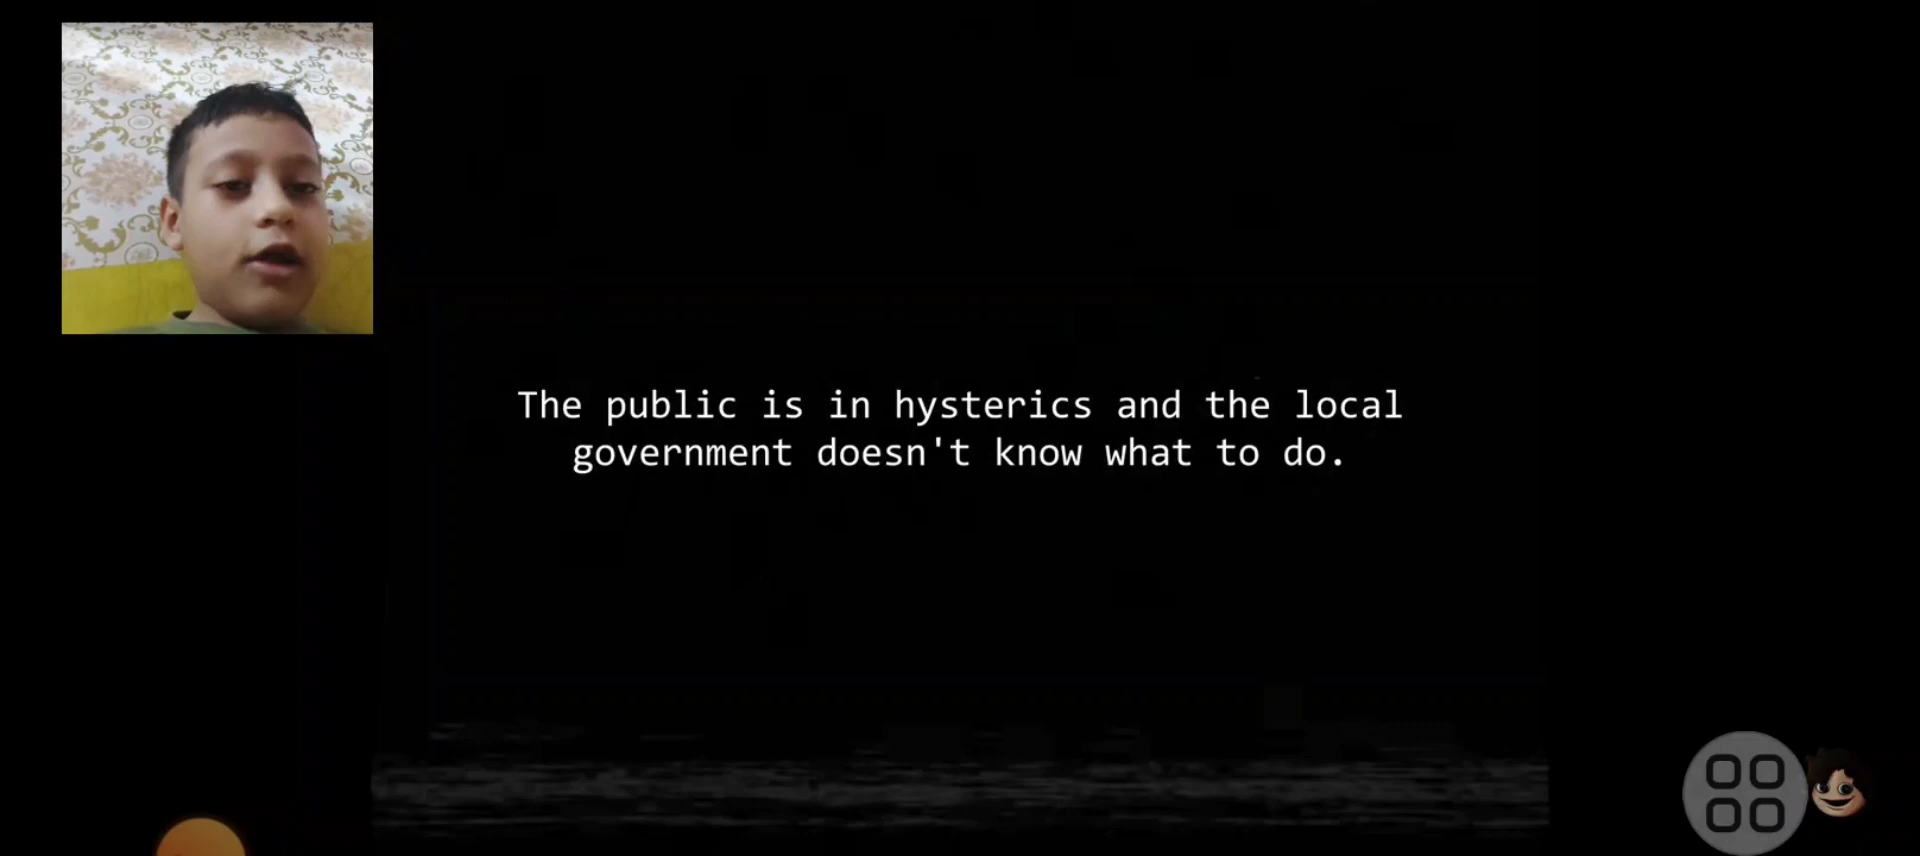 The public is in hysterics and the local
government doesn't know what to do.